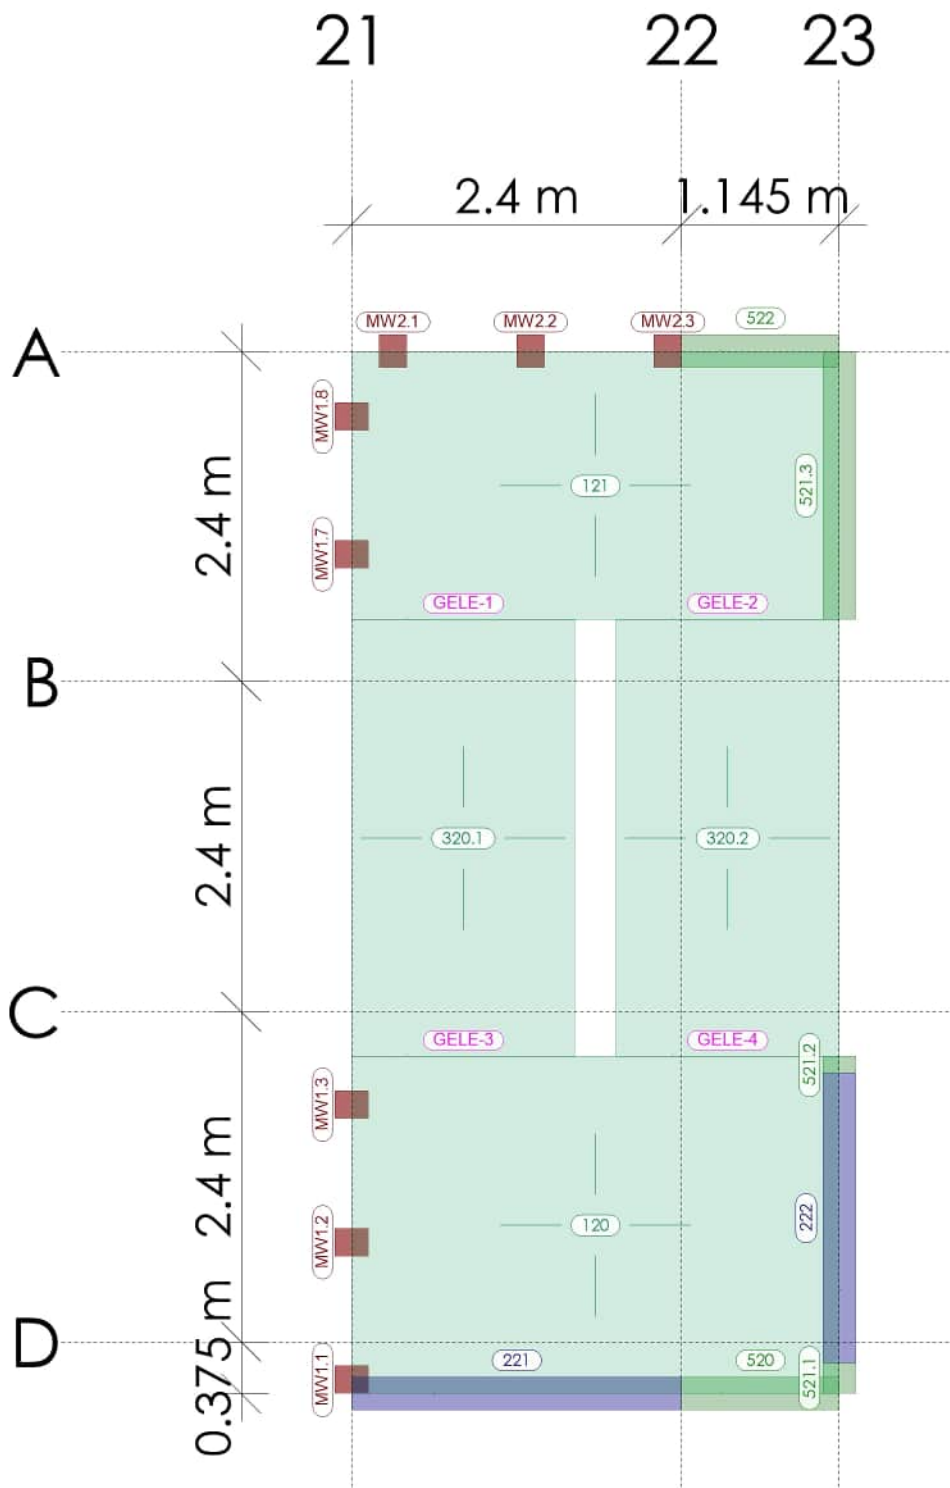 21 22 23
2.4 m 1.145 m
MW2.1 MW2.2 MW2.3 522
A
MW1.8
2.4 m
121
521.3
MW1.7
GELE-1 GELE-2
B
2.4 m
320.1 320.2
C
GELE-3 GELE-4
521.2
MW1.3
2.4 m
120
222
MW1.2
D
0.375 m
MW1.1
221
520
521.1